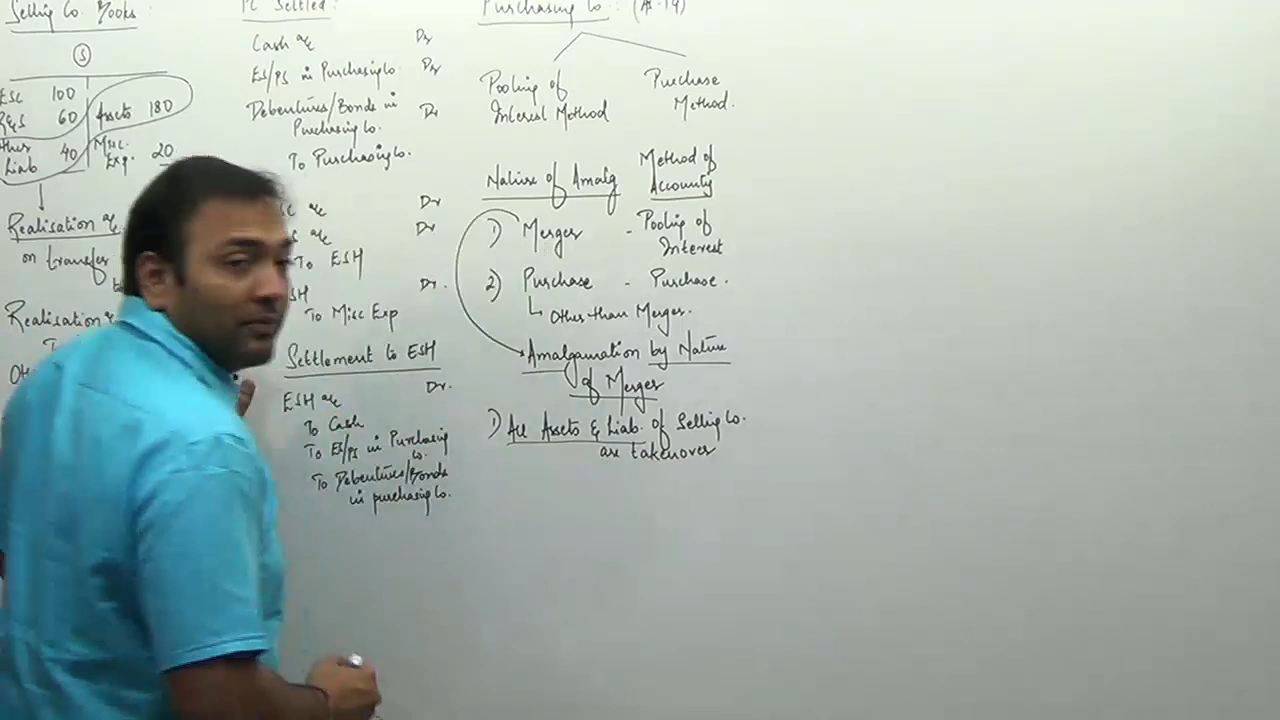 Selling Co. Books:
S
ESC 100
R&S 60
Assets 180
Other
Liab 40
Misc.
Exp. 20
Realisation a/c
on transfer
Realisation a/c
PC Settled:
Cash a/c Dr
ES/PS in Purchasing Co. Dr
Debentures/Bonds in Dr
Purchasing Co.
To Purchasing Co.
a/c Dr
a/c Dr
To ESH
Dr.
To Misc Exp
Settlement to ESH
ESH a/c Dr.
To Cash
To ES/PS in Purchasing
Co.
To Debentures/Bonds
in purchasing Co.
Purchasing Co.: (AS-14)
Pooling of
Interest Method
Purchase
Method.
Nature of Amalg
Method of
Accountg
1) Merger - Pooling of
Interest
2) Purchase - Purchase.
Other than Merger.
Amalgamation by Nature
of Merger
1) All Assets & Liab. of Selling Co.
are takenover